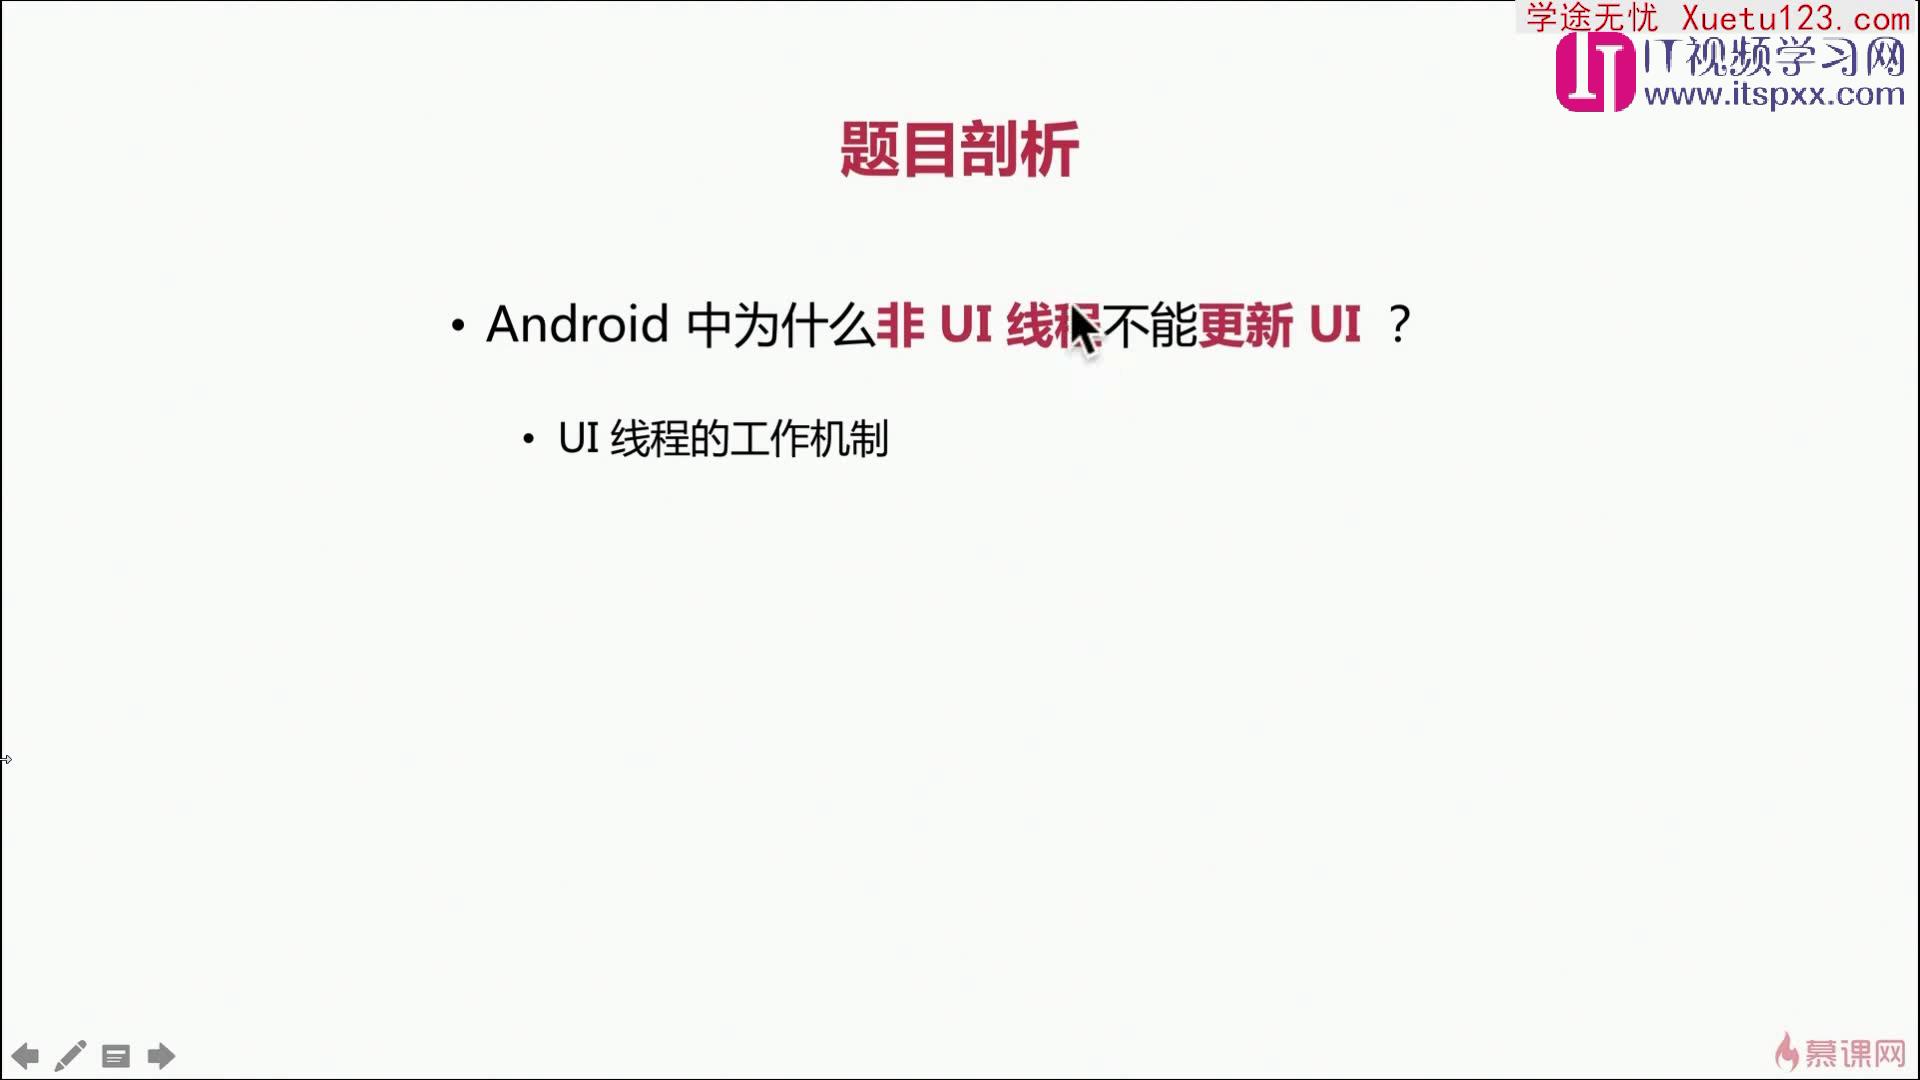 学途无忧 Xuetu123.com
IT视频学习网
www.itspxx.com
题目剖析
• Android 中为什么非 UI 线程不能更新 UI ？
• UI 线程的工作机制
慕课网